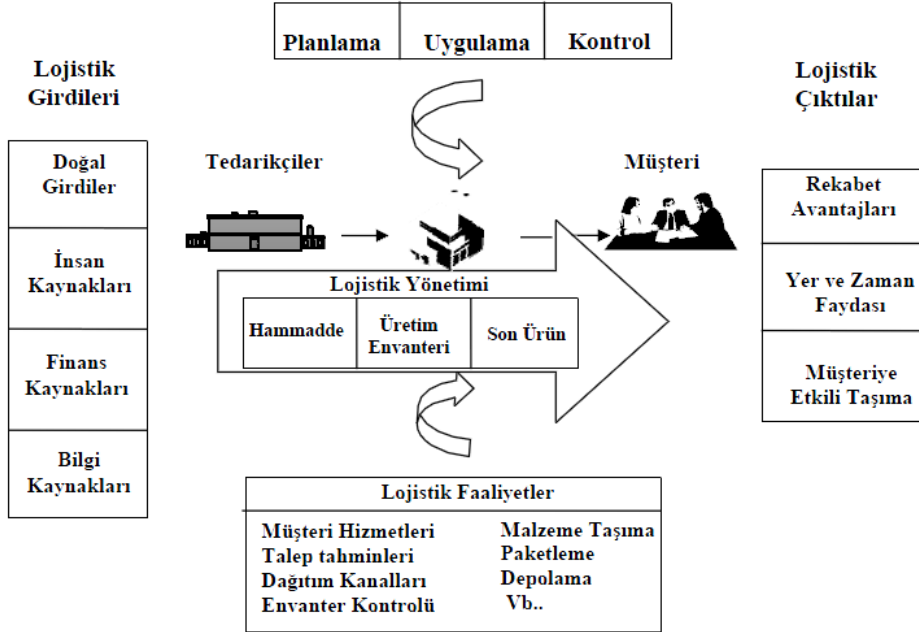 Planlama Uygulama Kontrol
Lojistik
Girdileri
Doğal
Girdiler
İnsan
Kaynakları
Finans
Kaynakları
Bilgi
Kaynakları
Tedarikçiler
Müşteri
Lojistik Yönetimi
Hammadde
Üretim
Envanteri
Son Ürün
Lojistik Faaliyetler
Müşteri Hizmetleri
Talep tahminleri
Dağıtım Kanalları
Envanter Kontrolü
Malzeme Taşıma
Paketleme
Depolama
Vb..
Lojistik
Çıktılar
Rekabet
Avantajları
Yer ve Zaman
Faydası
Müşteriye
Etkili Taşıma